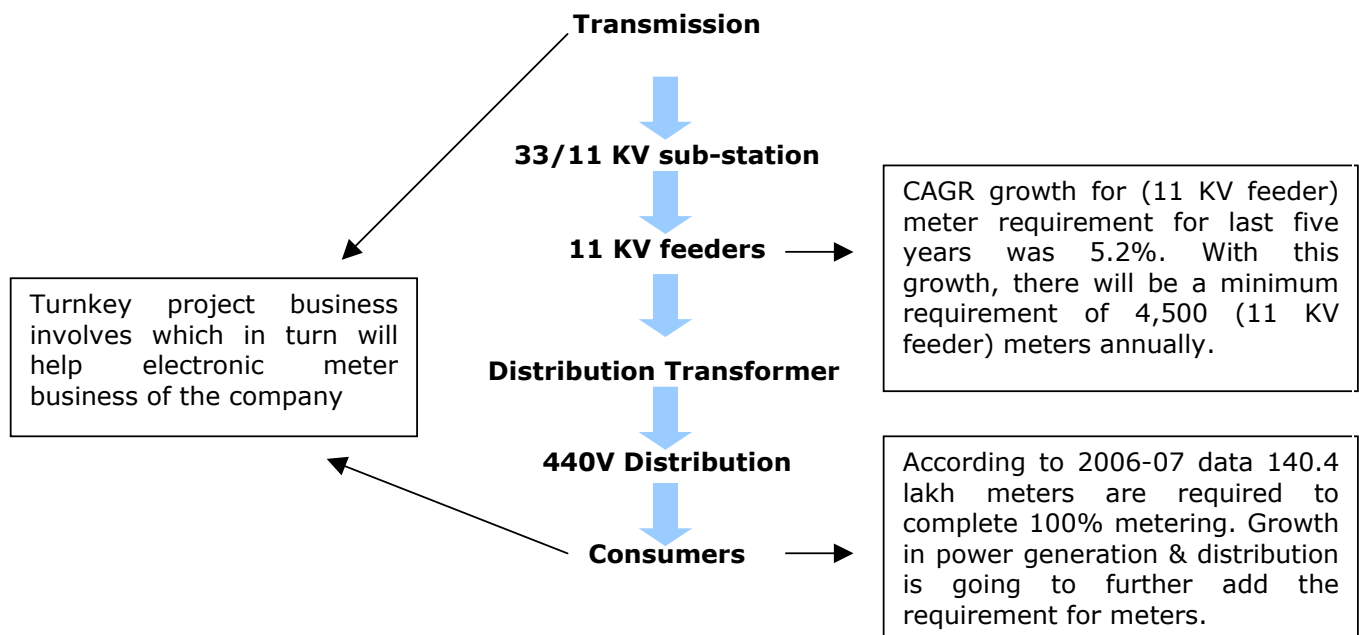 Transmission
33/11 KV sub-station
11 KV feeders
CAGR growth for (11 KV feeder)
meter requirement for last five
years was 5.2%. With this
growth, there will be a minimum
requirement of 4,500 (11 KV
feeder) meters annually.
Turnkey project business
involves which in turn will
help electronic meter
business of the company
Distribution Transformer
440V Distribution
Consumers
According to 2006-07 data 140.4
lakh meters are required to
complete 100% metering. Growth
in power generation & distribution
is going to further add the
requirement for meters.